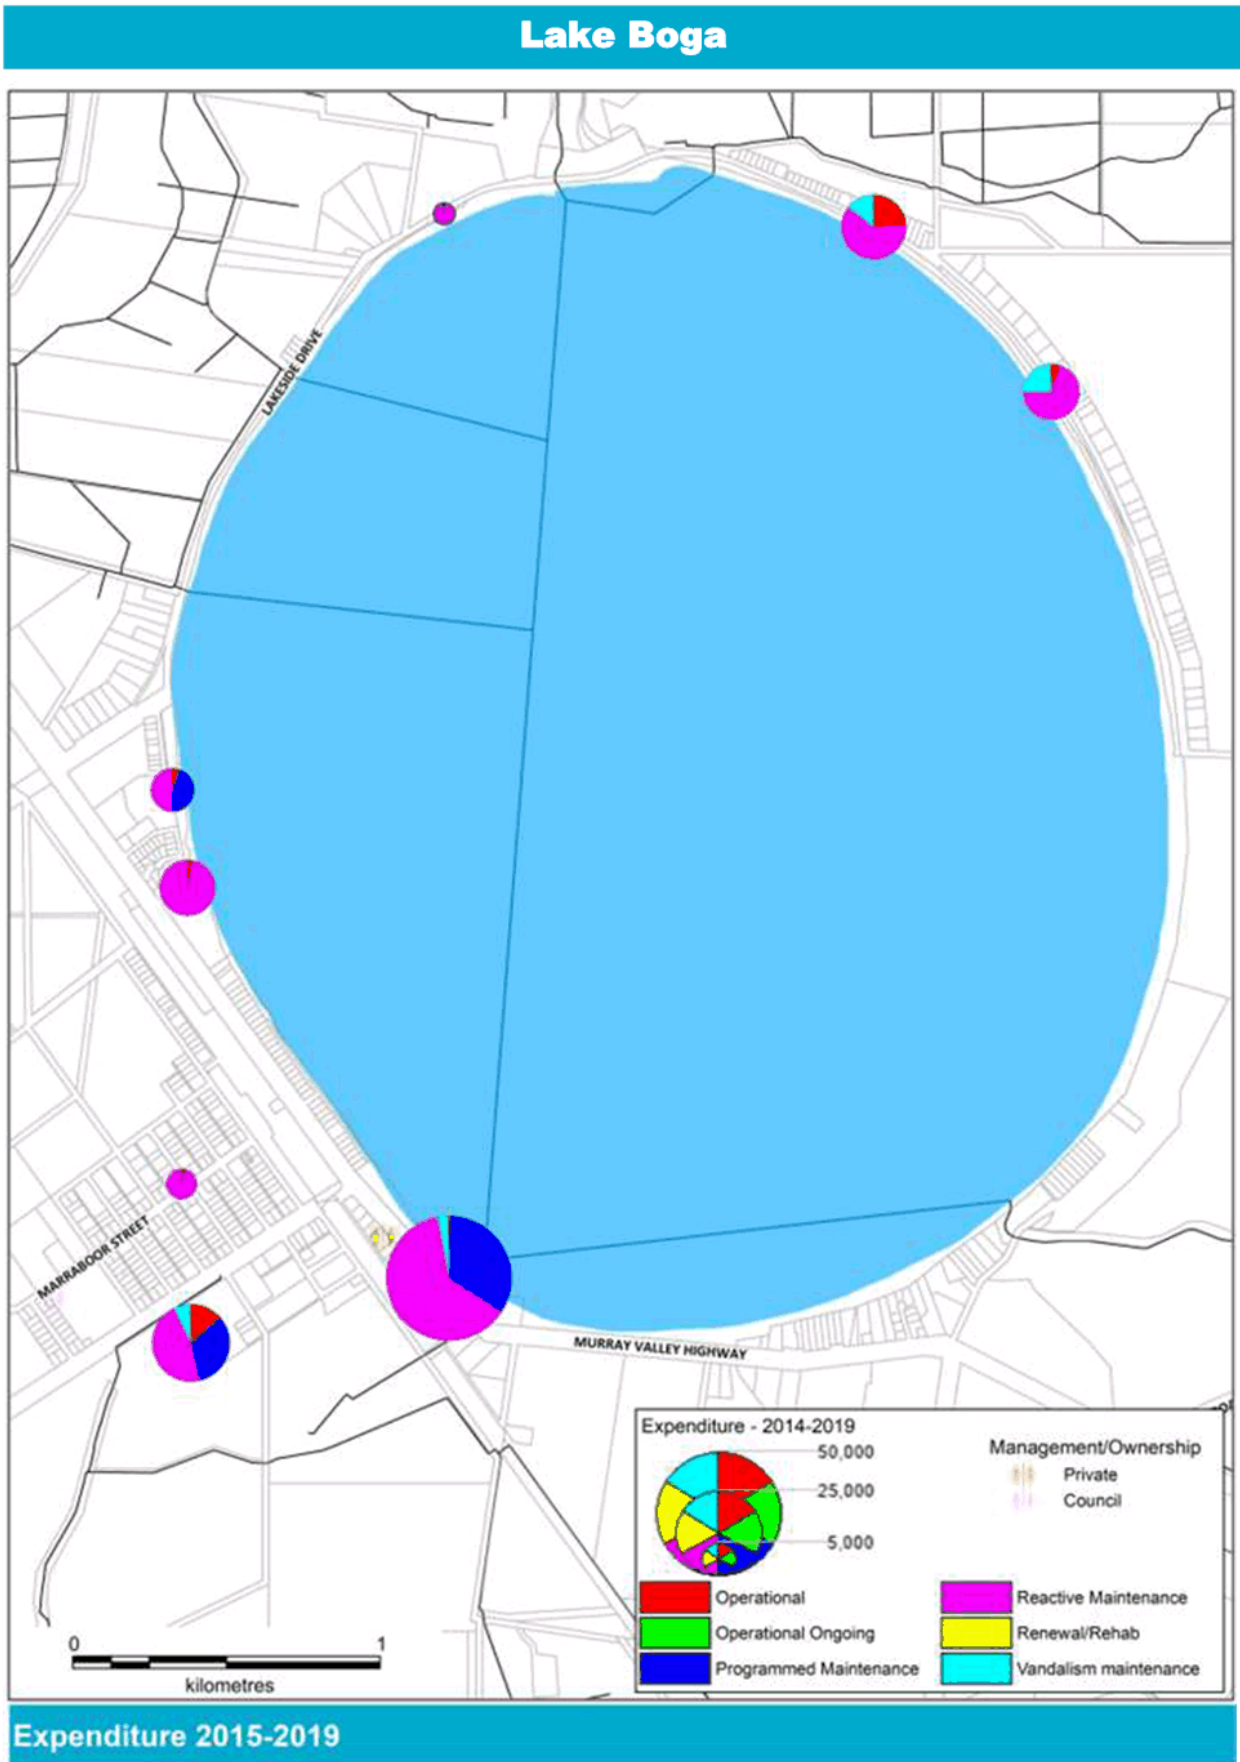 Lake Boga
LAKESIDE DRIVE
MARRABOOR STREET
MURRAY VALLEY HIGHWAY
Expenditure - 2014-2019
50,000
25,000
5,000
Management/Ownership
Private
Council
Operational
Operational Ongoing
Programmed Maintenance
Reactive Maintenance
Renewal/Rehab
Vandalism maintenance
0 1
kilometres
Expenditure 2015-2019